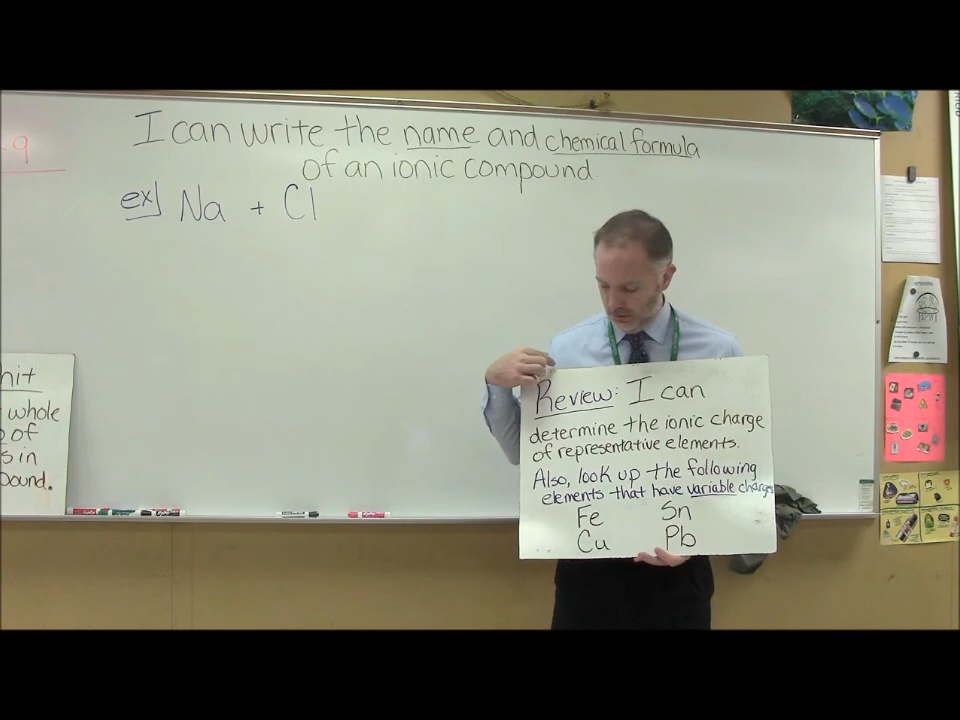 I can write the name and chemical formula
of an ionic compound.
ex) Na + Cl
9
hit
whole
of
s in
ound.
Review: I can
determine the ionic charge
of representative elements.
Also, look up the following
elements that have variable charges
Fe Sn
Cu Pb